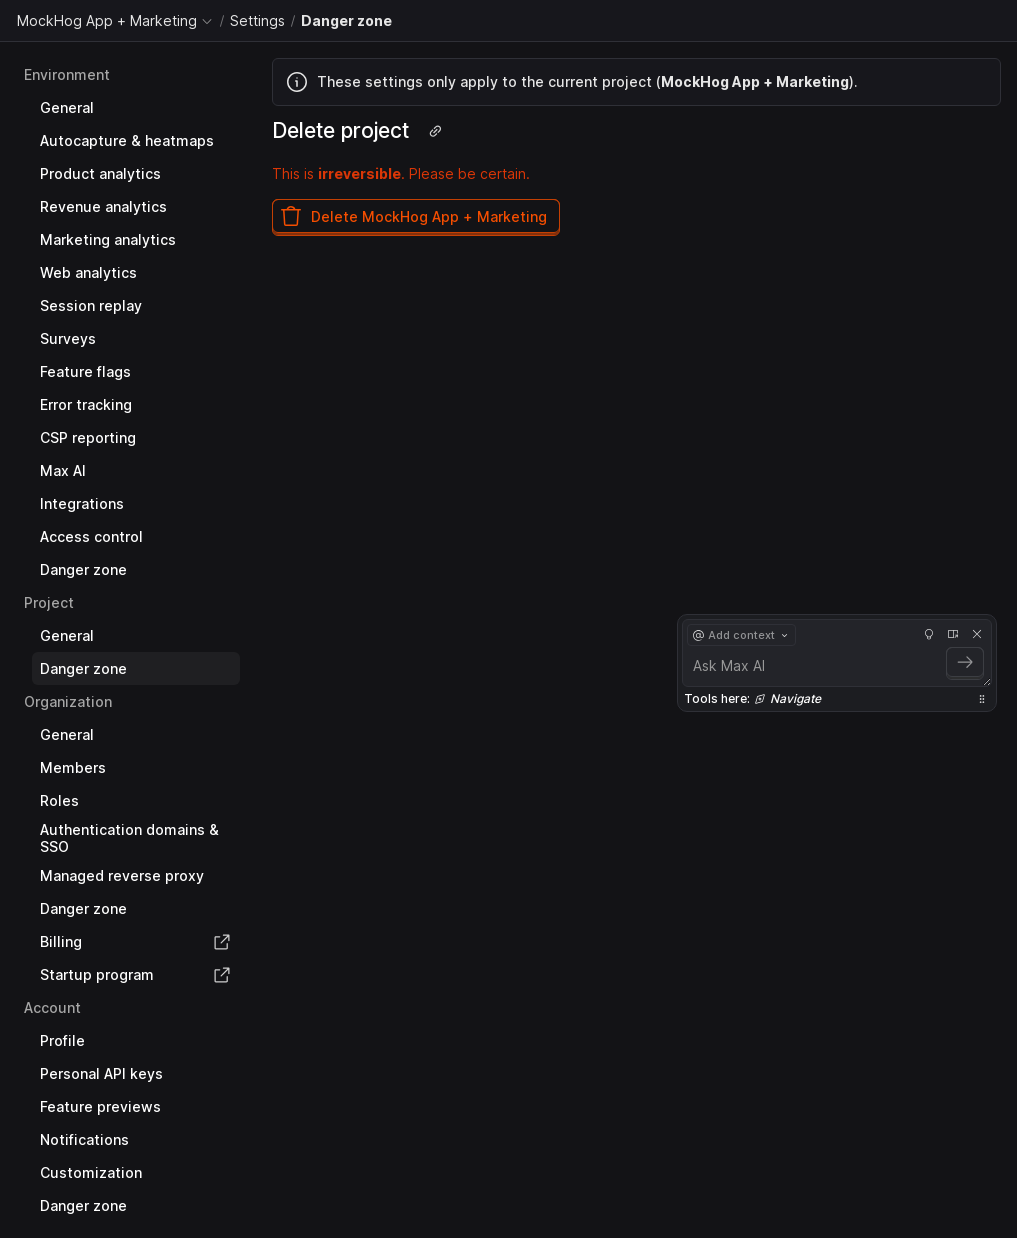 MockHog App + Marketing / Settings / Danger zone
Environment
General
Autocapture & heatmaps
Product analytics
Revenue analytics
Marketing analytics
Web analytics
Session replay
Surveys
Feature flags
Error tracking
CSP reporting
Max AI
Integrations
Access control
Danger zone
Project
General
Danger zone
Organization
General
Members
Roles
Authentication domains &
SSO
Managed reverse proxy
Danger zone
Billing
Startup program
Account
Profile
Personal API keys
Feature previews
Notifications
Customization
Danger zone
These settings only apply to the current project (MockHog App + Marketing).
Delete project
This is irreversible. Please be certain.
Delete MockHog App + Marketing
@ Add context
Ask Max AI
Tools here: Navigate